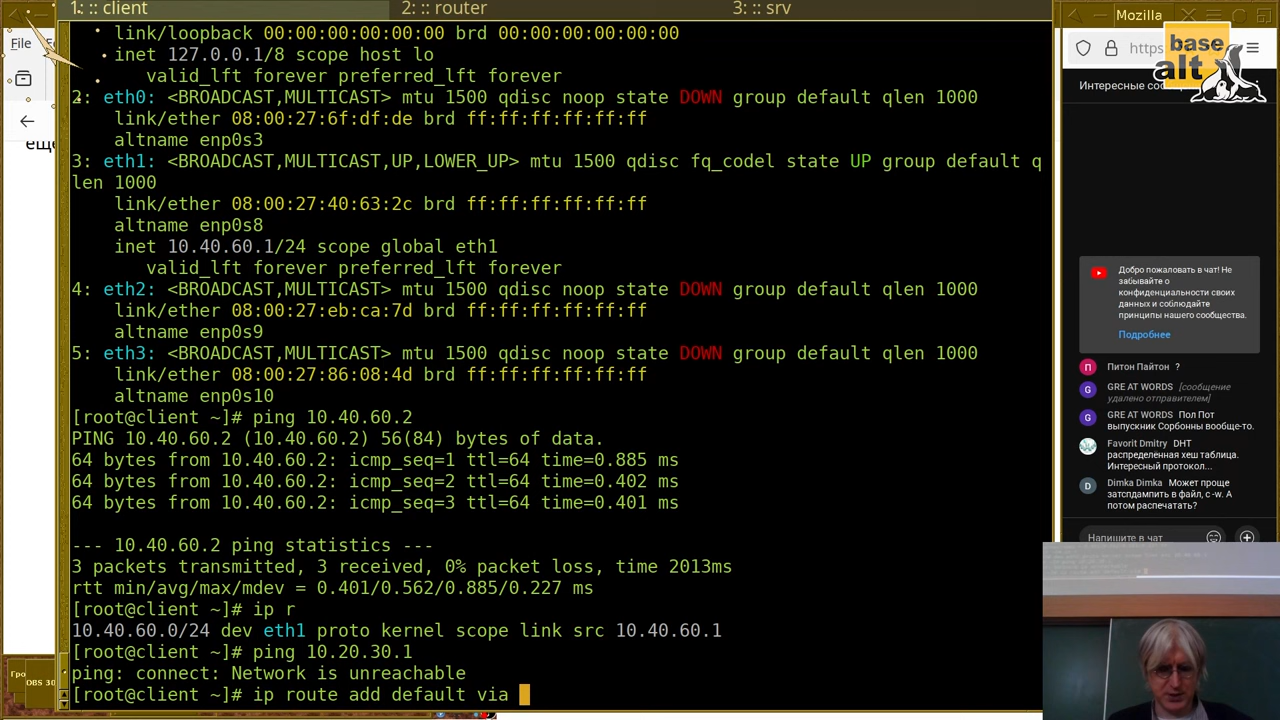 1: :: client
2: :: router
3: :: srv
link/loopback 00:00:00:00:00:00 brd 00:00:00:00:00:00
inet 127.0.0.1/8 scope host lo
valid_lft forever preferred_lft forever
2: eth0: <BROADCAST,MULTICAST> mtu 1500 qdisc noop state DOWN group default qlen 1000
link/ether 08:00:27:6f:df:de brd ff:ff:ff:ff:ff:ff
altname enp0s3
3: eth1: <BROADCAST,MULTICAST,UP,LOWER_UP> mtu 1500 qdisc fq_codel state UP group default q
len 1000
link/ether 08:00:27:40:63:2c brd ff:ff:ff:ff:ff:ff
altname enp0s8
inet 10.40.60.1/24 scope global eth1
valid_lft forever preferred_lft forever
4: eth2: <BROADCAST,MULTICAST> mtu 1500 qdisc noop state DOWN group default qlen 1000
link/ether 08:00:27:eb:ca:7d brd ff:ff:ff:ff:ff:ff
altname enp0s9
5: eth3: <BROADCAST,MULTICAST> mtu 1500 qdisc noop state DOWN group default qlen 1000
link/ether 08:00:27:86:08:4d brd ff:ff:ff:ff:ff:ff
altname enp0s10
[root@client ~]# ping 10.40.60.2
PING 10.40.60.2 (10.40.60.2) 56(84) bytes of data.
64 bytes from 10.40.60.2: icmp_seq=1 ttl=64 time=0.885 ms
64 bytes from 10.40.60.2: icmp_seq=2 ttl=64 time=0.402 ms
64 bytes from 10.40.60.2: icmp_seq=3 ttl=64 time=0.401 ms
--- 10.40.60.2 ping statistics ---
3 packets transmitted, 3 received, 0% packet loss, time 2013ms
rtt min/avg/max/mdev = 0.401/0.562/0.885/0.227 ms
[root@client ~]# ip r
10.40.60.0/24 dev eth1 proto kernel scope link src 10.40.60.1
[root@client ~]# ping 10.20.30.1
ping: connect: Network is unreachable
[root@client ~]# ip route add default via
File
еще
Гро
OBS 30
Mozilla
https
base
alt
Интересные соо
Добро пожаловать в чат! Не
забывайте о
конфиденциальности своих
данных и соблюдайте
принципы нашего сообщества.
Подробнее
П Питон Пайтон ?
G GRE AT WORDS [сообщение
удалено отправителем]
G GRE AT WORDS Пол Пот
выпускник Сорбонны вообще-то.
Favorit Dmitry DHT
распределённая хеш таблица.
Интересный протокол...
D Dimka Dimka Может проще
затспдампить в файл, с -w. А
потом распечатать?
Напишите в чат